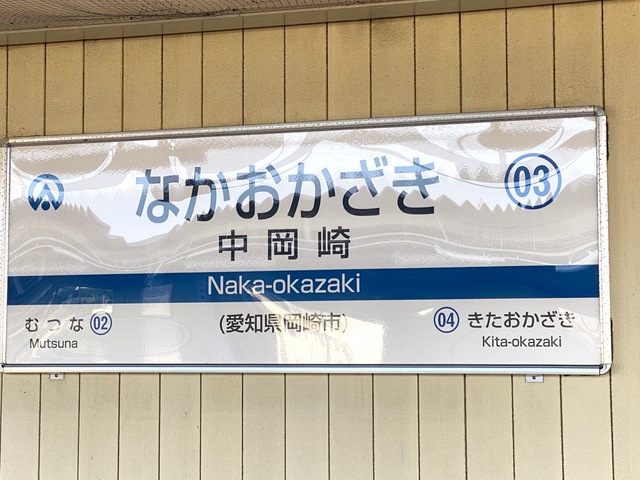 なかおかざき 03
中岡崎
Naka-okazaki
むつな 02 (愛知県岡崎市) 04 きたおかざき
Mutsuna Kita-okazaki